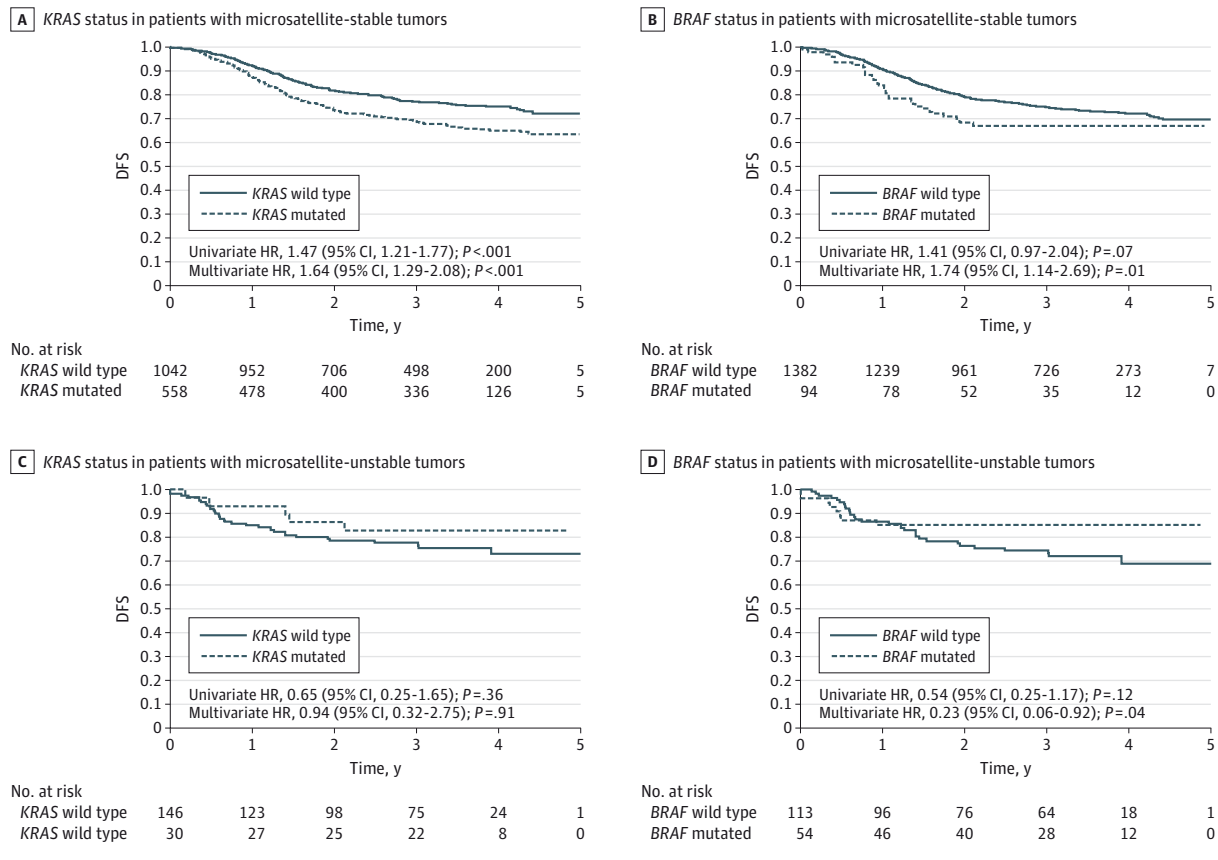 A KRAS status in patients with microsatellite-stable tumors
1.0
0.9
0.8
0.7
0.6
0.5
0.4
0.3
0.2
0.1
0
DFS
KRAS wild type
KRAS mutated
Univariate HR, 1.47 (95% CI, 1.21-1.77); P<.001
Multivariate HR, 1.64 (95% CI, 1.29-2.08); P<.001
0 1 2 3 4 5
Time, y
No. at risk
KRAS wild type 1042 952 706 498 200 5
KRAS mutated 558 478 400 336 126 5
B BRAF status in patients with microsatellite-stable tumors
1.0
0.9
0.8
0.7
0.6
0.5
0.4
0.3
0.2
0.1
0
DFS
BRAF wild type
BRAF mutated
Univariate HR, 1.41 (95% CI, 0.97-2.04); P=.07
Multivariate HR, 1.74 (95% CI, 1.14-2.69); P=.01
0 1 2 3 4 5
Time, y
No. at risk
BRAF wild type 1382 1239 961 726 273 7
BRAF mutated 94 78 52 35 12 0
C KRAS status in patients with microsatellite-unstable tumors
1.0
0.9
0.8
0.7
0.6
0.5
0.4
0.3
0.2
0.1
0
DFS
KRAS wild type
KRAS mutated
Univariate HR, 0.65 (95% CI, 0.25-1.65); P=.36
Multivariate HR, 0.94 (95% CI, 0.32-2.75); P=.91
0 1 2 3 4 5
Time, y
No. at risk
KRAS wild type 146 123 98 75 24 1
KRAS wild type 30 27 25 22 8 0
D BRAF status in patients with microsatellite-unstable tumors
1.0
0.9
0.8
0.7
0.6
0.5
0.4
0.3
0.2
0.1
0
DFS
BRAF wild type
BRAF mutated
Univariate HR, 0.54 (95% CI, 0.25-1.17); P=.12
Multivariate HR, 0.23 (95% CI, 0.06-0.92); P=.04
0 1 2 3 4 5
Time, y
No. at risk
BRAF wild type 113 96 76 64 18 1
BRAF mutated 54 46 40 28 12 0